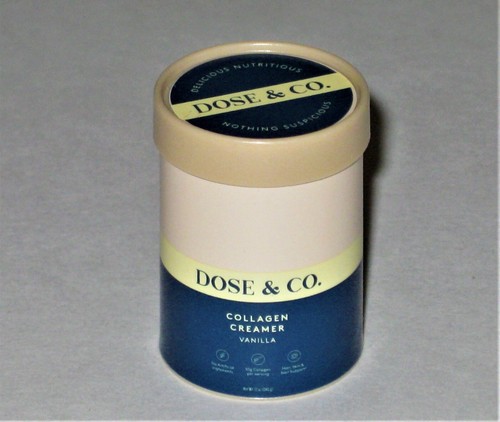 DELICIOUS NUTRITIOUS
DOSE & CO.
NOTHING SUSPICIOUS
DOSE & CO.
COLLAGEN
CREAMER
VANILLA